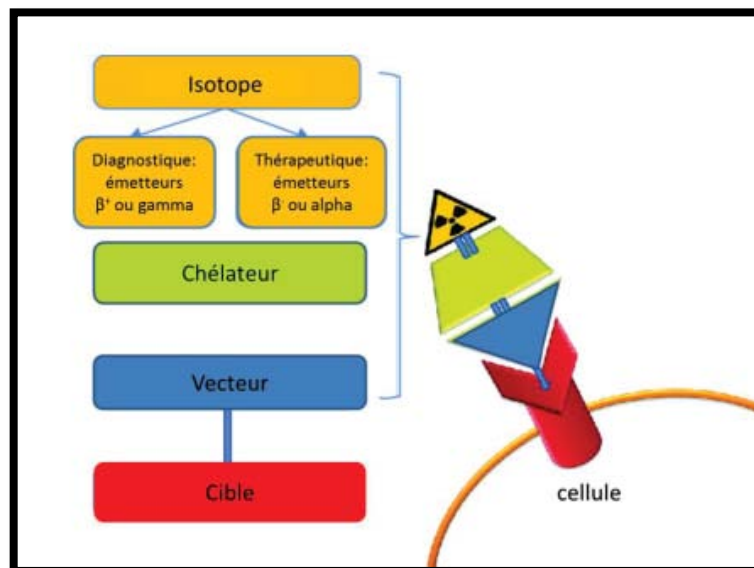 Isotope
Diagnostique:
émetteurs
β⁺ ou gamma
Thérapeutique:
émetteurs
β⁻ ou alpha
Chélateur
Vecteur
Cible
cellule